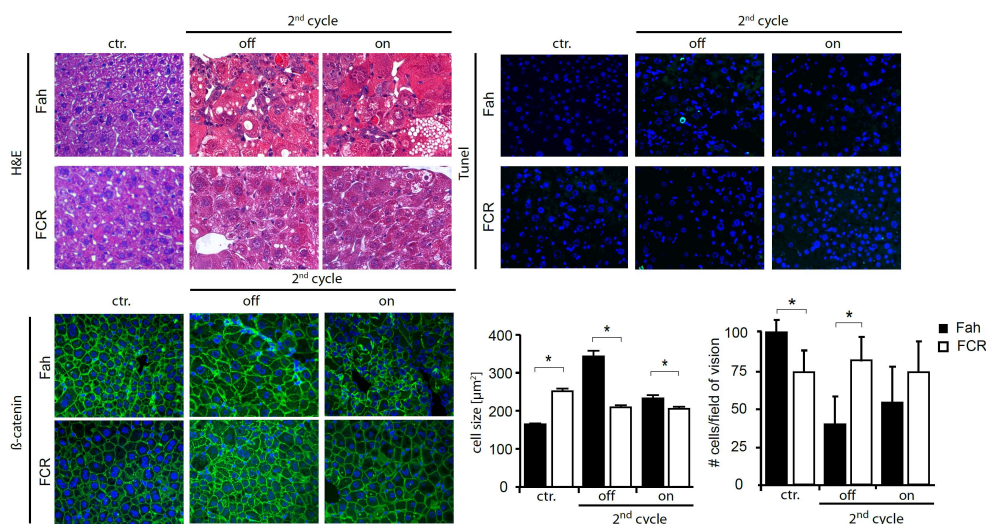 2nd cycle
ctr. off on
H&E
Fah
FCR
2nd cycle
ctr. off on
Tunel
Fah
FCR
2nd cycle
ctr. off on
ß-catenin
Fah
FCR
cell size [µm²]
400
300
200
100
0
* * *
ctr. off on
2nd cycle
# cells/field of vision
100
75
50
25
0
* *
Fah
FCR
ctr. off on
2nd cycle